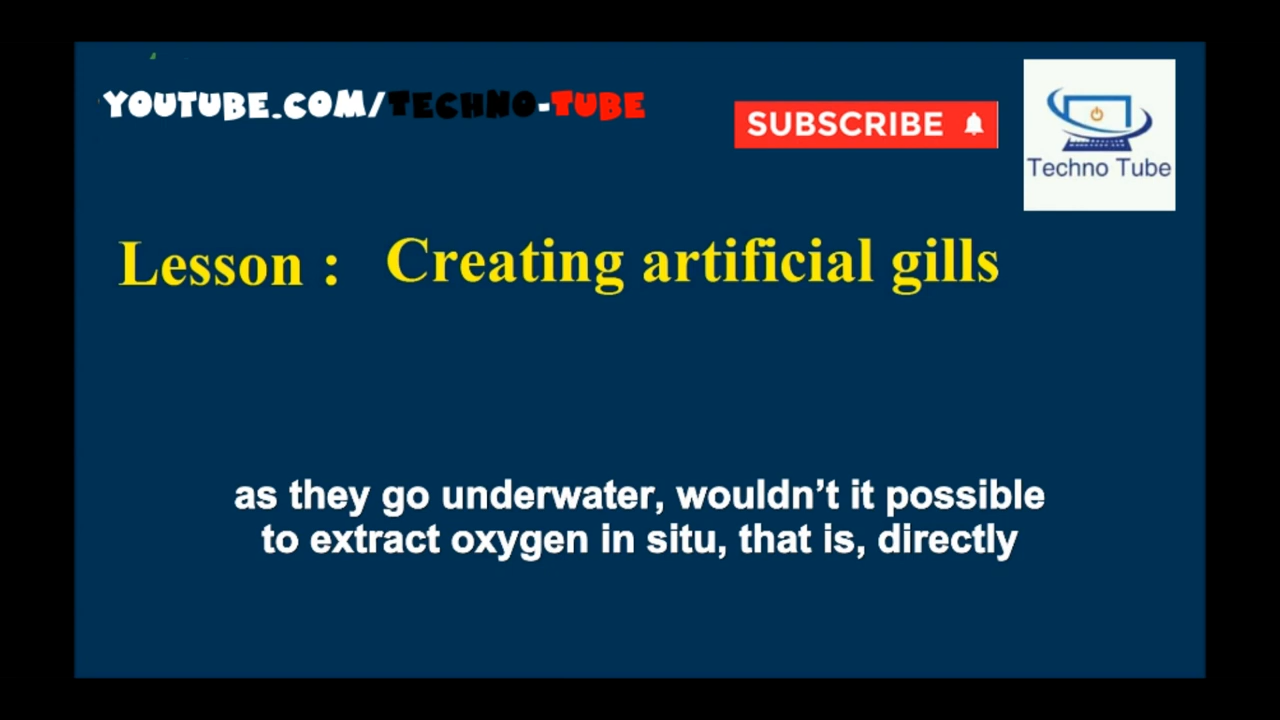 YOUTUBE.COM/TECHNO-TUBE
SUBSCRIBE
Techno Tube
Lesson : Creating artificial gills
as they go underwater, wouldn't it possible
to extract oxygen in situ, that is, directly